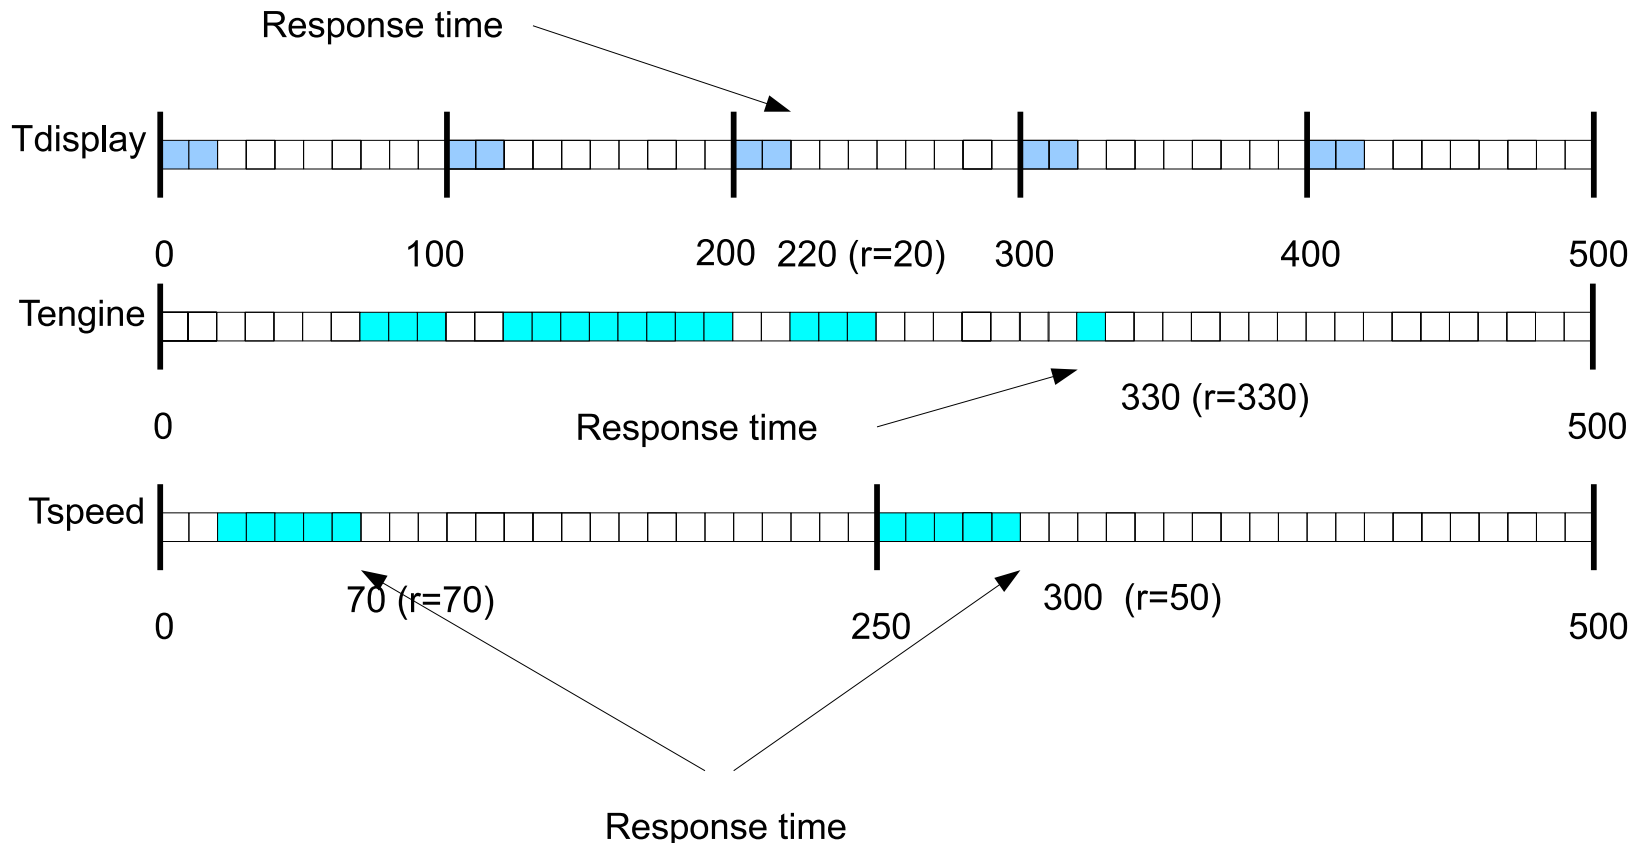 Response time
Tdisplay
0 100 200 220 (r=20) 300 400 500
Tengine
330 (r=330)
0 Response time 500
Tspeed
70 (r=70) 300 (r=50)
0 250 500
Response time